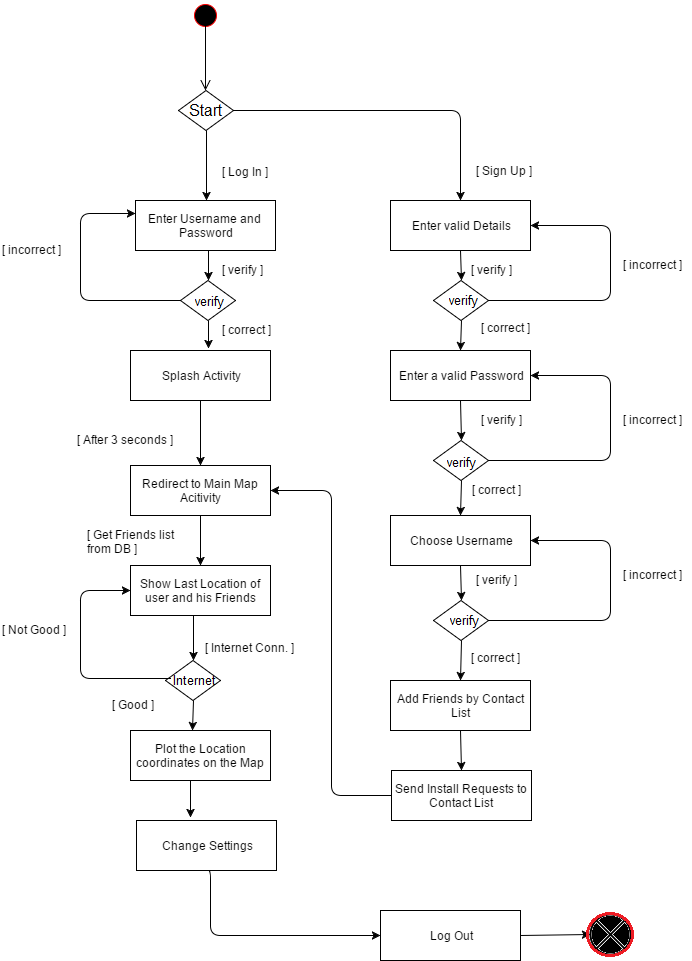 Start
[ Log In ]
[ Sign Up ]
Enter Username and
Password
Enter valid Details
[ incorrect ]
[ incorrect ]
[ verify ]
[ verify ]
verify
verify
[ correct ]
[ correct ]
Splash Activity
Enter a valid Password
[ After 3 seconds ]
[ verify ]
[ incorrect ]
verify
Redirect to Main Map
Acitivity
[ correct ]
[ Get Friends list
from DB ]
Choose Username
Show Last Location of
user and his Friends
[ verify ]
[ incorrect ]
[ Not Good ]
verify
[ Internet Conn. ]
[ correct ]
Internet
[ Good ]
Add Friends by Contact
List
Plot the Location
coordinates on the Map
Send Install Requests to
Contact List
Change Settings
Log Out